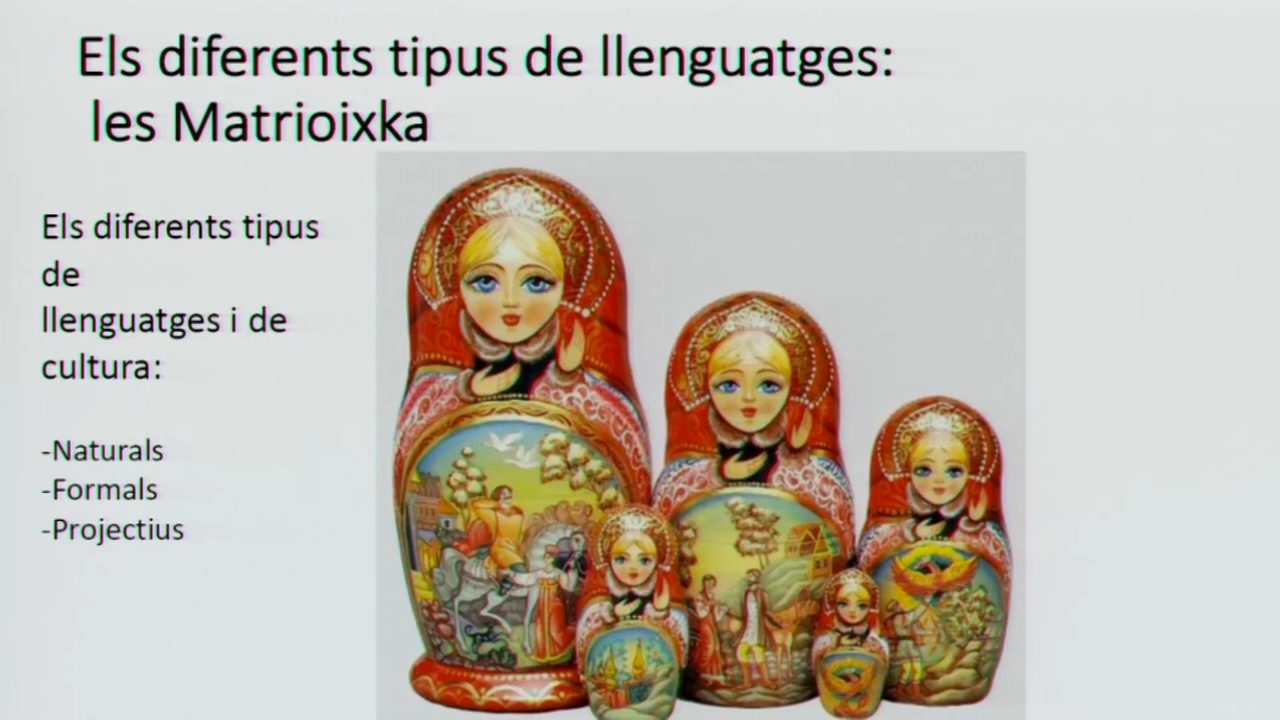 Els diferents tipus de llenguatges:
les Matrioixka
Els diferents tipus
de
llenguatges i de
cultura:
-Naturals
-Formals
-Projectius